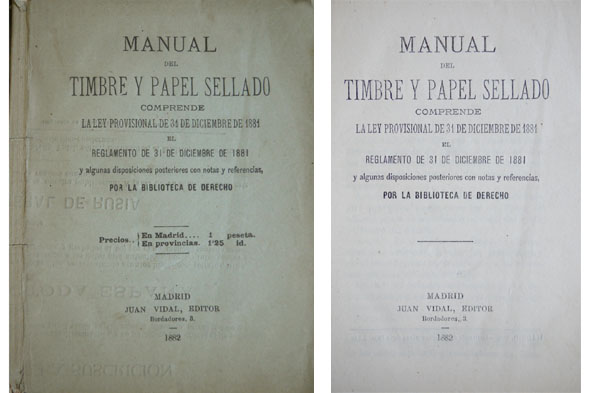 MANUAL
DEL
TIMBRE Y PAPEL SELLADO
COMPRENDE
LA LEY PROVISIONAL DE 31 DE DICIEMBRE DE 1881
EL
REGLAMENTO DE 31 DE DICIEMBRE DE 1881
y algunas disposiciones posteriores con notas y referencias,
POR LA BIBLIOTECA DE DERECHO
Precios.. En Madrid.... 1 peseta.
En provincias. 1'25 id.
MADRID
JUAN VIDAL, EDITOR
Bordadores, 3.
1882
MANUAL
DEL
TIMBRE Y PAPEL SELLADO
COMPRENDE
LA LEY PROVISIONAL DE 31 DE DICIEMBRE DE 1881
EL
REGLAMENTO DE 31 DE DICIEMBRE DE 1881
y algunas disposiciones posteriores con notas y referencias,
POR LA BIBLIOTECA DE DERECHO
MADRID
JUAN VIDAL, EDITOR
Bordadores, 3.
1882